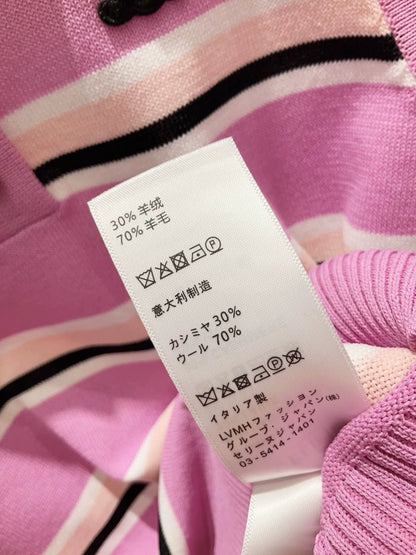 30% 羊绒
70% 羊毛
意大利制造
カシミヤ 30%
ウール 70%
イタリア製
LVMHファッション
グループ・ジャパン(株)
セリーヌジャパン
03-5414-1401